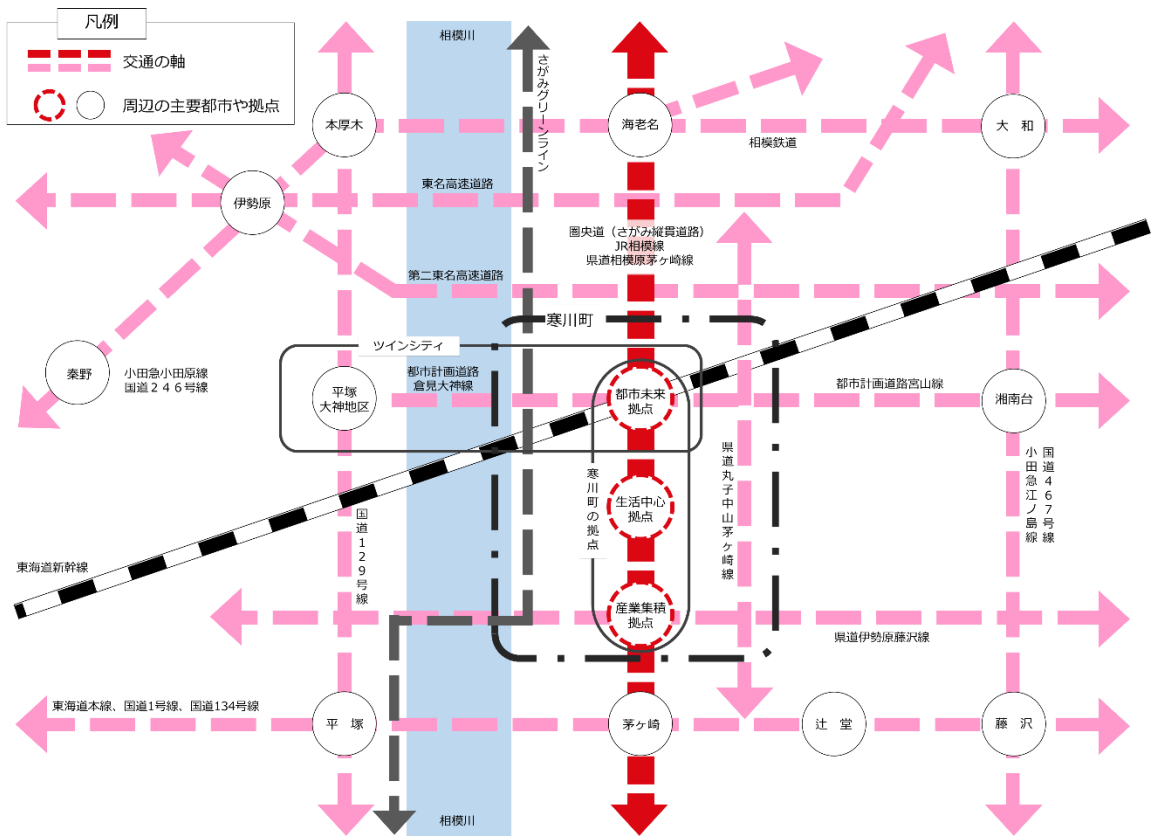 凡例
交通の軸
周辺の主要都市や拠点
相模川
さがみグリーンライン
本厚木
海老名
大 和
相模鉄道
東名高速道路
伊勢原
圏央道（さがみ縦貫道路）
JR相模線
県道相模原茅ヶ崎線
第二東名高速道路
寒川町
ツインシティ
秦野
小田急小田原線
国道２４６号線
平塚
大神地区
都市計画道路
倉見大神線
都市未来
拠点
都市計画道路宮山線
湘南台
県道丸子中山茅ヶ崎線
国道４６７号線
小田急江ノ島線
寒川町の拠点
生活中心
拠点
国道１２９号線
東海道新幹線
産業集積
拠点
県道伊勢原藤沢線
東海道本線、国道1号線、国道134号線
平 塚
茅ヶ崎
辻 堂
藤 沢
相模川